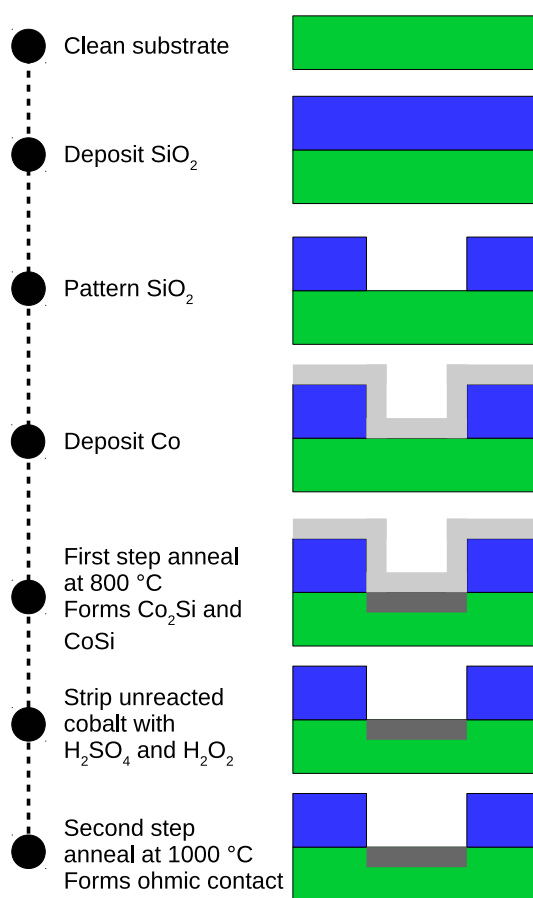 Clean substrate
Deposit SiO₂
Pattern SiO₂
Deposit Co
First step anneal
at 800 °C
Forms Co₂Si and
CoSi
Strip unreacted
cobalt with
H₂SO₄ and H₂O₂
Second step
anneal at 1000 °C
Forms ohmic contact